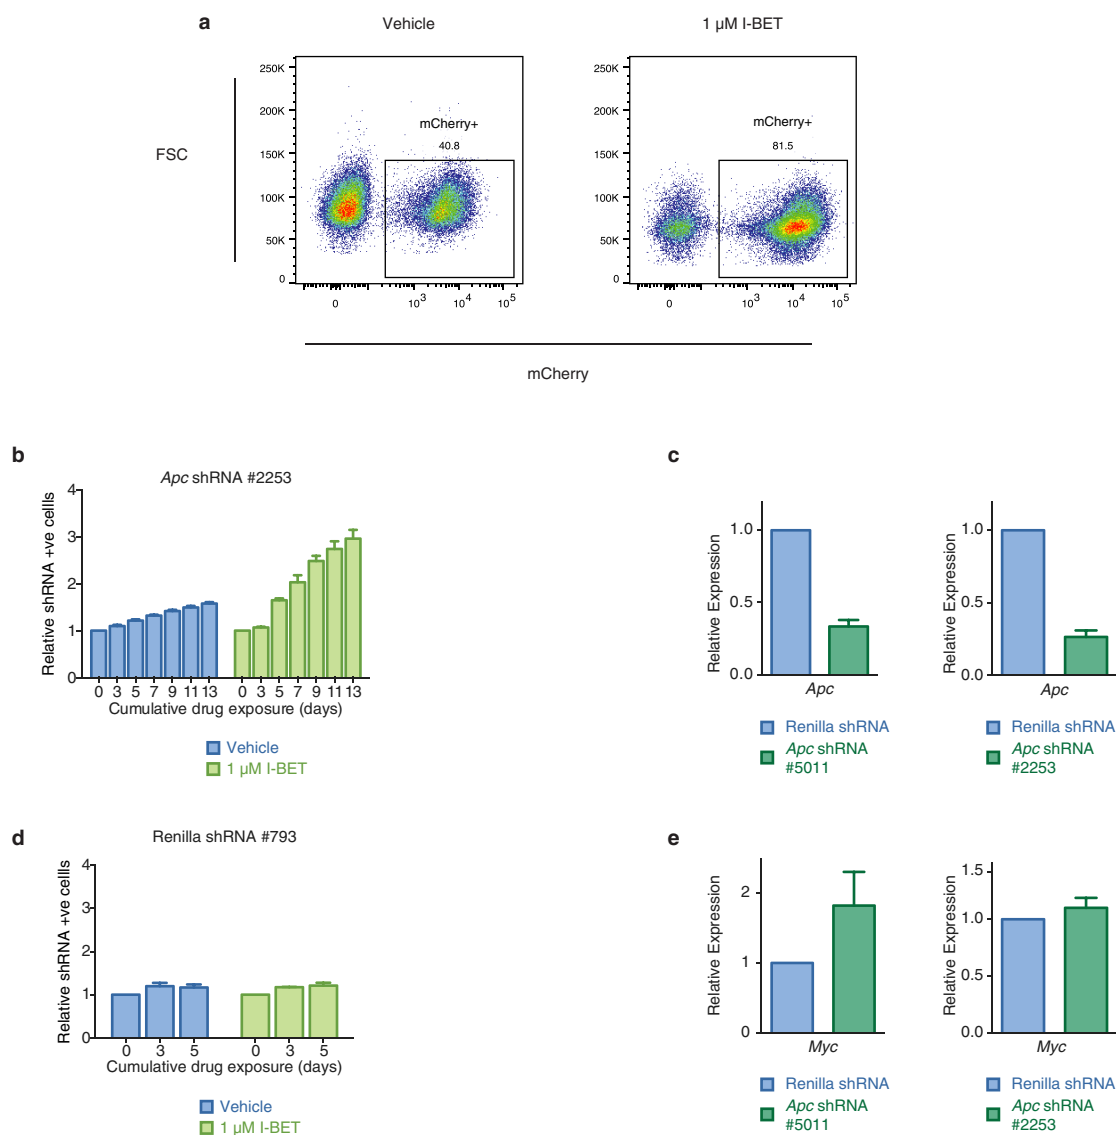 a
Vehicle
1 µM I-BET
250K
200K
150K
100K
50K
0
FSC
mCherry+
40.8
0
10³
10⁴
10⁵
250K
200K
150K
100K
50K
0
mCherry+
81.5
0
10³
10⁴
10⁵
mCherry
b
Apc shRNA #2253
Relative shRNA +ve cellls
4
3
2
1
0
0 3 5 7 9 11 13 0 3 5 7 9 11 13
Cumulative drug exposure (days)
Vehicle
1 µM I-BET
c
Relative Expression
1.0
0.5
0.0
Apc
Renilla shRNA
Apc shRNA
#5011
Relative Expression
1.0
0.5
0.0
Apc
Renilla shRNA
Apc shRNA
#2253
d
Renilla shRNA #793
Relative shRNA +ve cellls
4
3
2
1
0
0 3 5 0 3 5
Cumulative drug exposure (days)
Vehicle
1 µM I-BET
e
Relative Expression
2
1
0
Myc
Renilla shRNA
Apc shRNA
#5011
Relative Expression
1.5
1.0
0.5
0.0
Myc
Renilla shRNA
Apc shRNA
#2253